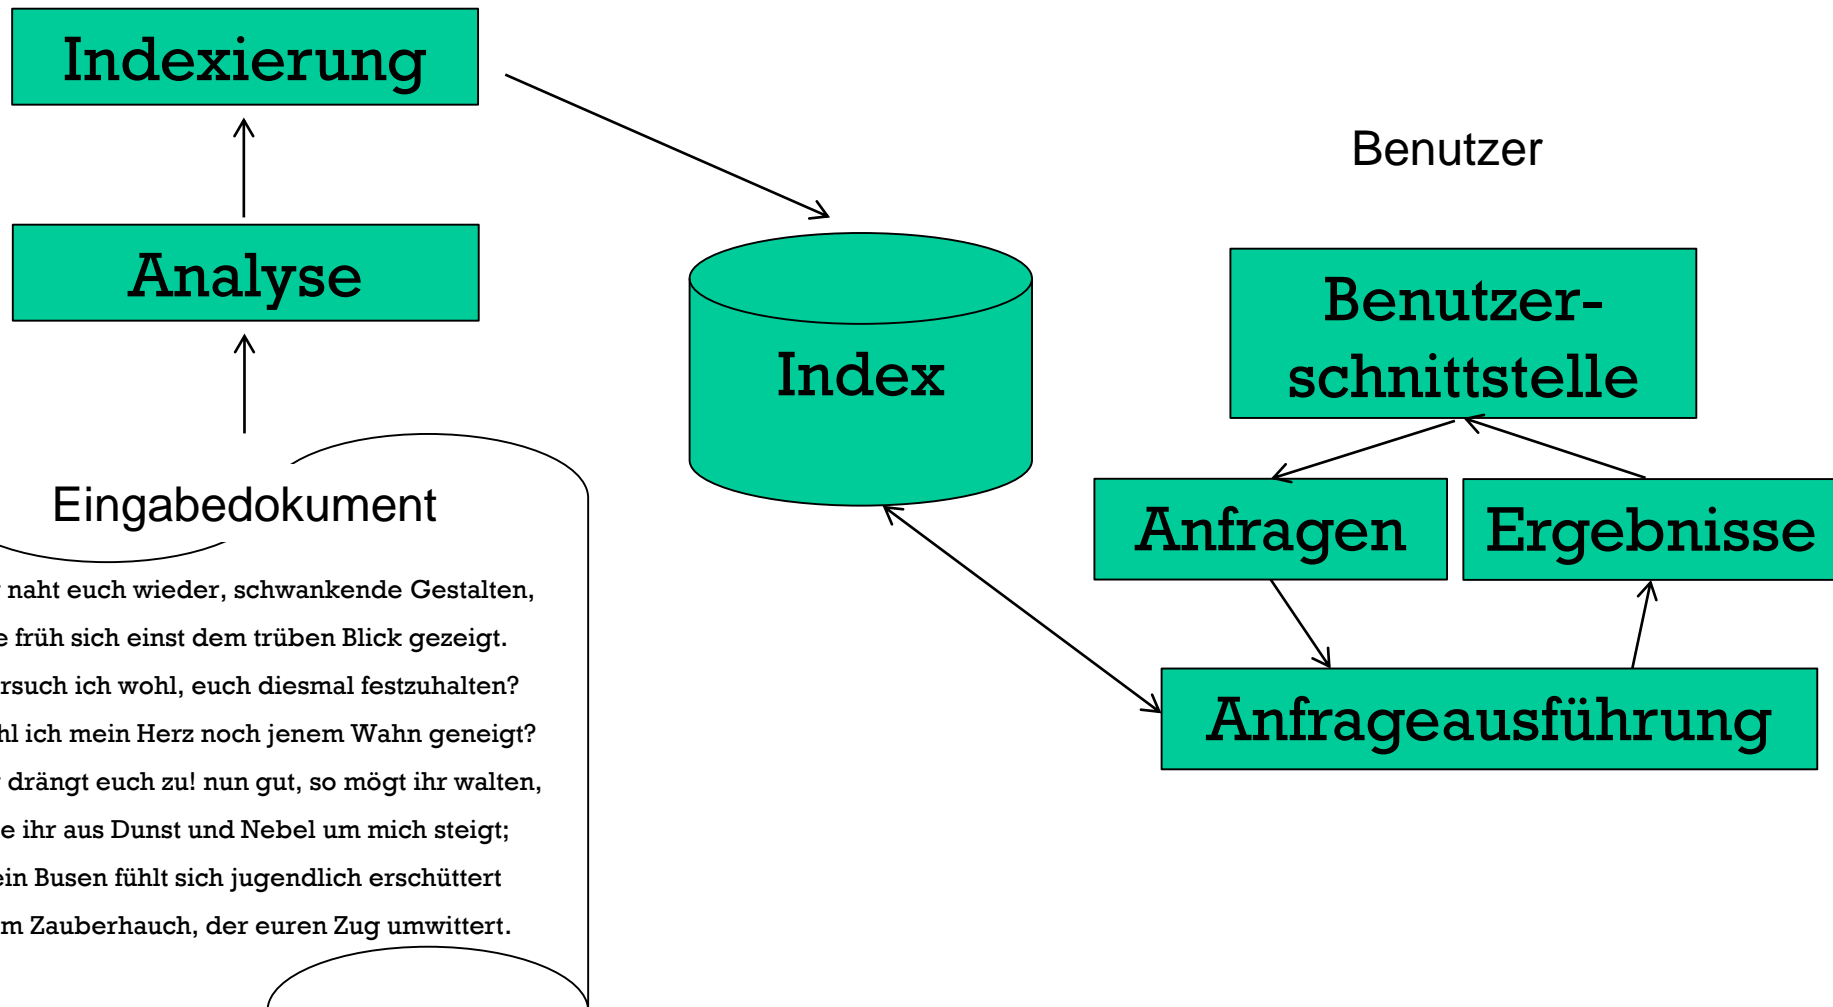 Indexierung
Analyse
Eingabedokument
naht euch wieder, schwankende Gestalten,
früh sich einst dem trüben Blick gezeigt.
ich wohl, euch diesmal festzuhalten?
ich mein Herz noch jenem Wahn geneigt?
drängt euch zu! nun gut, so mögt ihr walten,
ihr aus Dunst und Nebel um mich steigt;
Busen fühlt sich jugendlich erschüttert
Zauberhauch, der euren Zug umwittert.
Index
Benutzer
Benutzer-
schnittstelle
Anfragen
Ergebnisse
Anfrageausführung